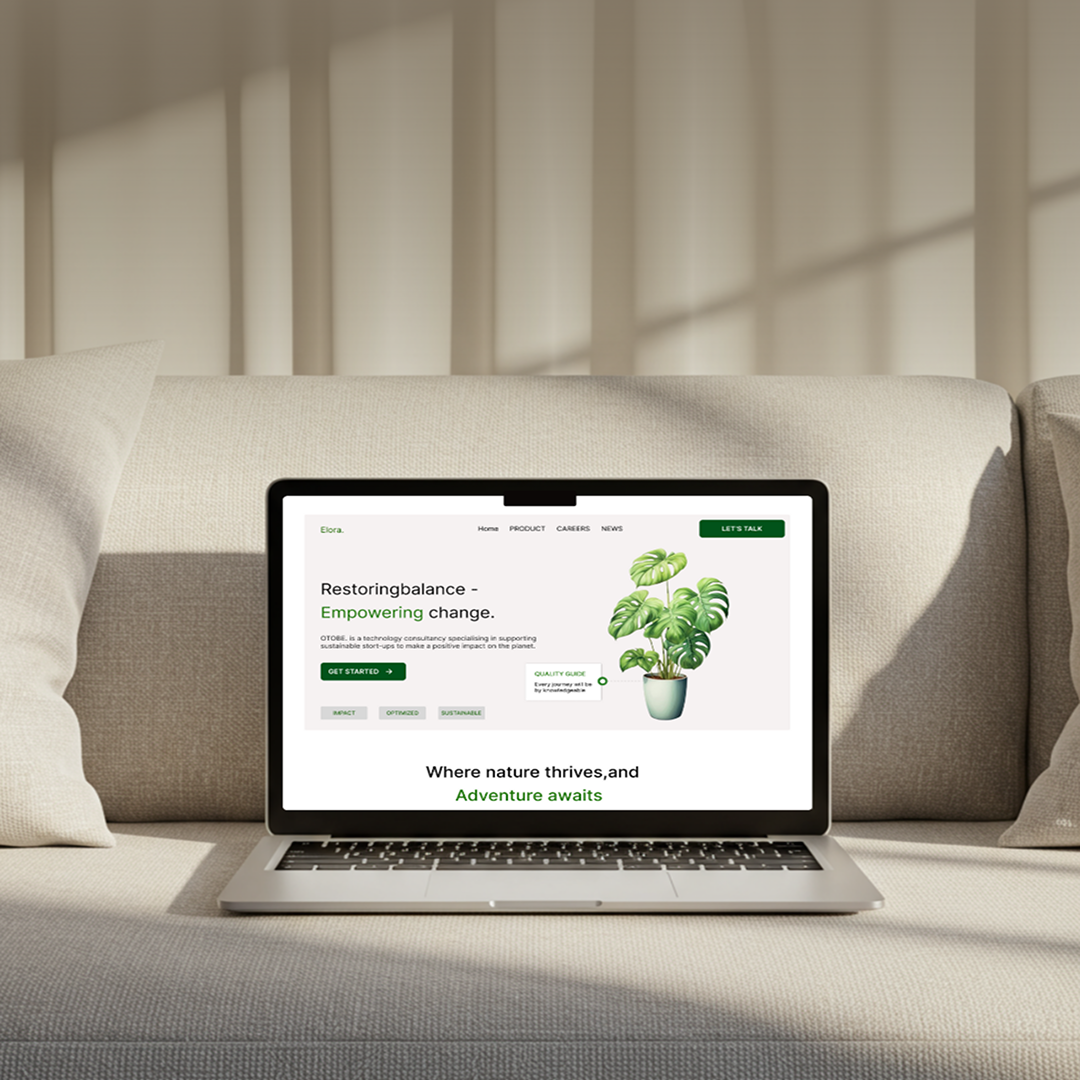 Elora.
Home PRODUCT CAREERS NEWS
LET'S TALK
Restoringbalance -
Empowering change.
OTOBE. is a technology consultancy specialising in supporting
sustainable start-ups to make a positive impact on the planet.
GET STARTED →
QUALITY GUIDE
Every journey will be
by knowledgeable
IMPACT OPTIMIZED SUSTAINABLE
Where nature thrives,and
Adventure awaits